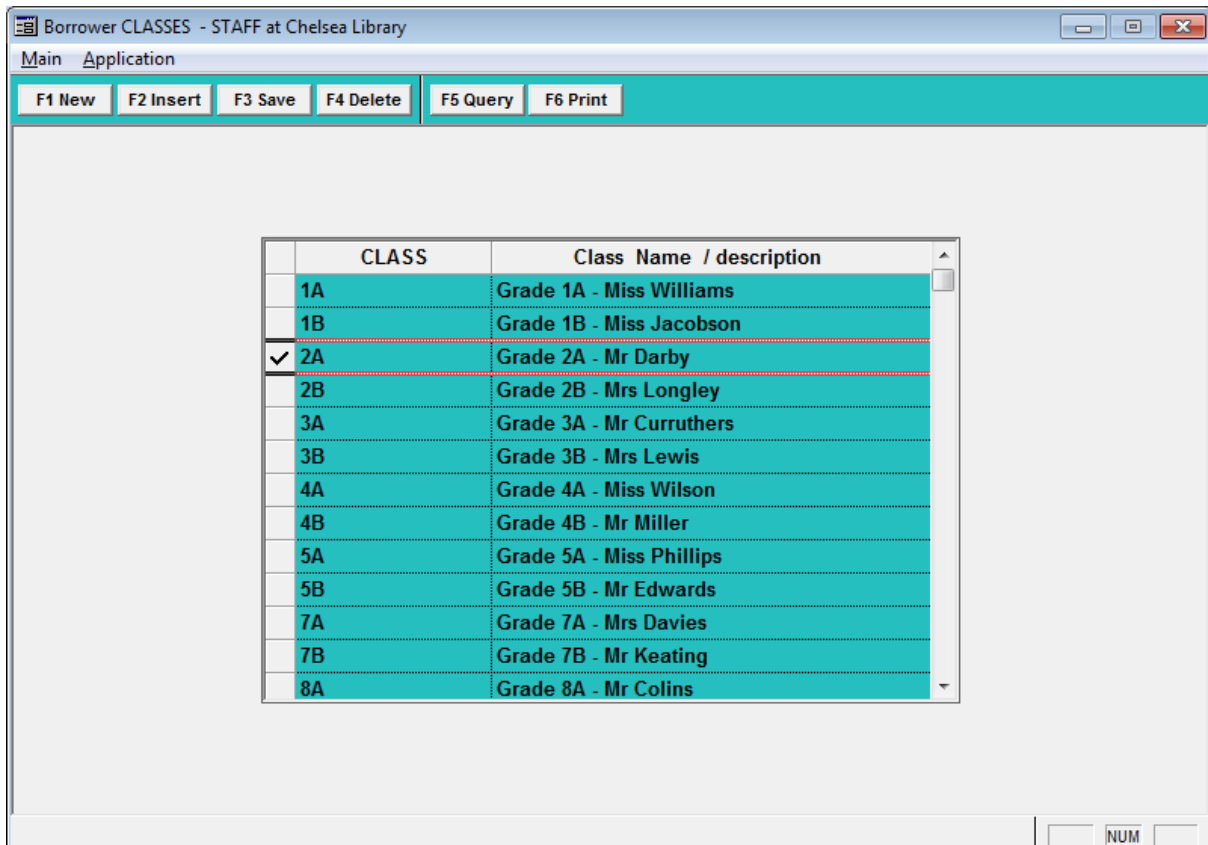 Borrower CLASSES - STAFF at Chelsea Library
Main Application
F1 New F2 Insert F3 Save F4 Delete F5 Query F6 Print
CLASS Class Name / description
1A Grade 1A - Miss Williams
1B Grade 1B - Miss Jacobson
2A Grade 2A - Mr Darby
2B Grade 2B - Mrs Longley
3A Grade 3A - Mr Curruthers
3B Grade 3B - Mrs Lewis
4A Grade 4A - Miss Wilson
4B Grade 4B - Mr Miller
5A Grade 5A - Miss Phillips
5B Grade 5B - Mr Edwards
7A Grade 7A - Mrs Davies
7B Grade 7B - Mr Keating
8A Grade 8A - Mr Colins
NUM